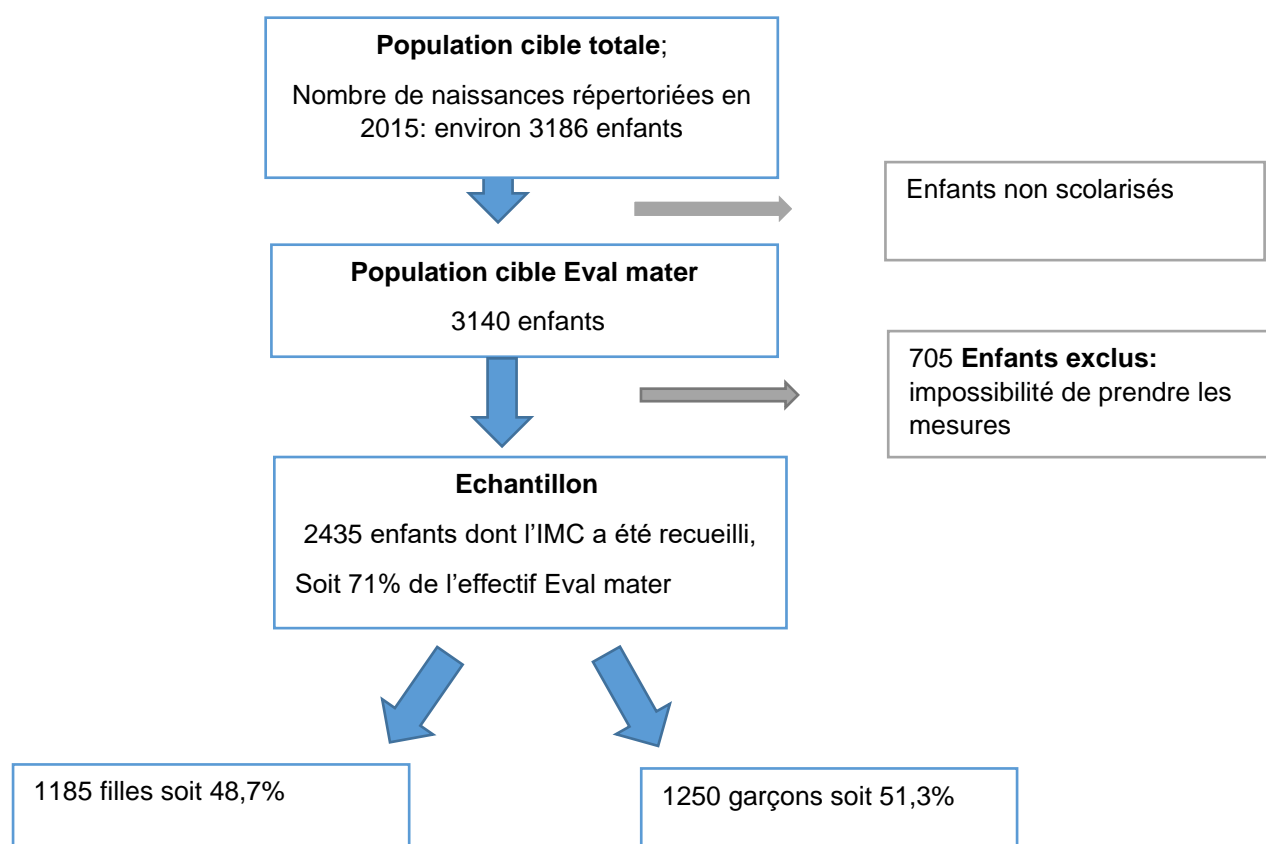 Population cible totale;
Nombre de naissances répertoriées en
2015: environ 3186 enfants
Enfants non scolarisés
Population cible Eval mater
3140 enfants
705 Enfants exclus:
impossibilité de prendre les
mesures
Echantillon
2435 enfants dont l’IMC a été recueilli,
Soit 71% de l’effectif Eval mater
1185 filles soit 48,7%
1250 garçons soit 51,3%